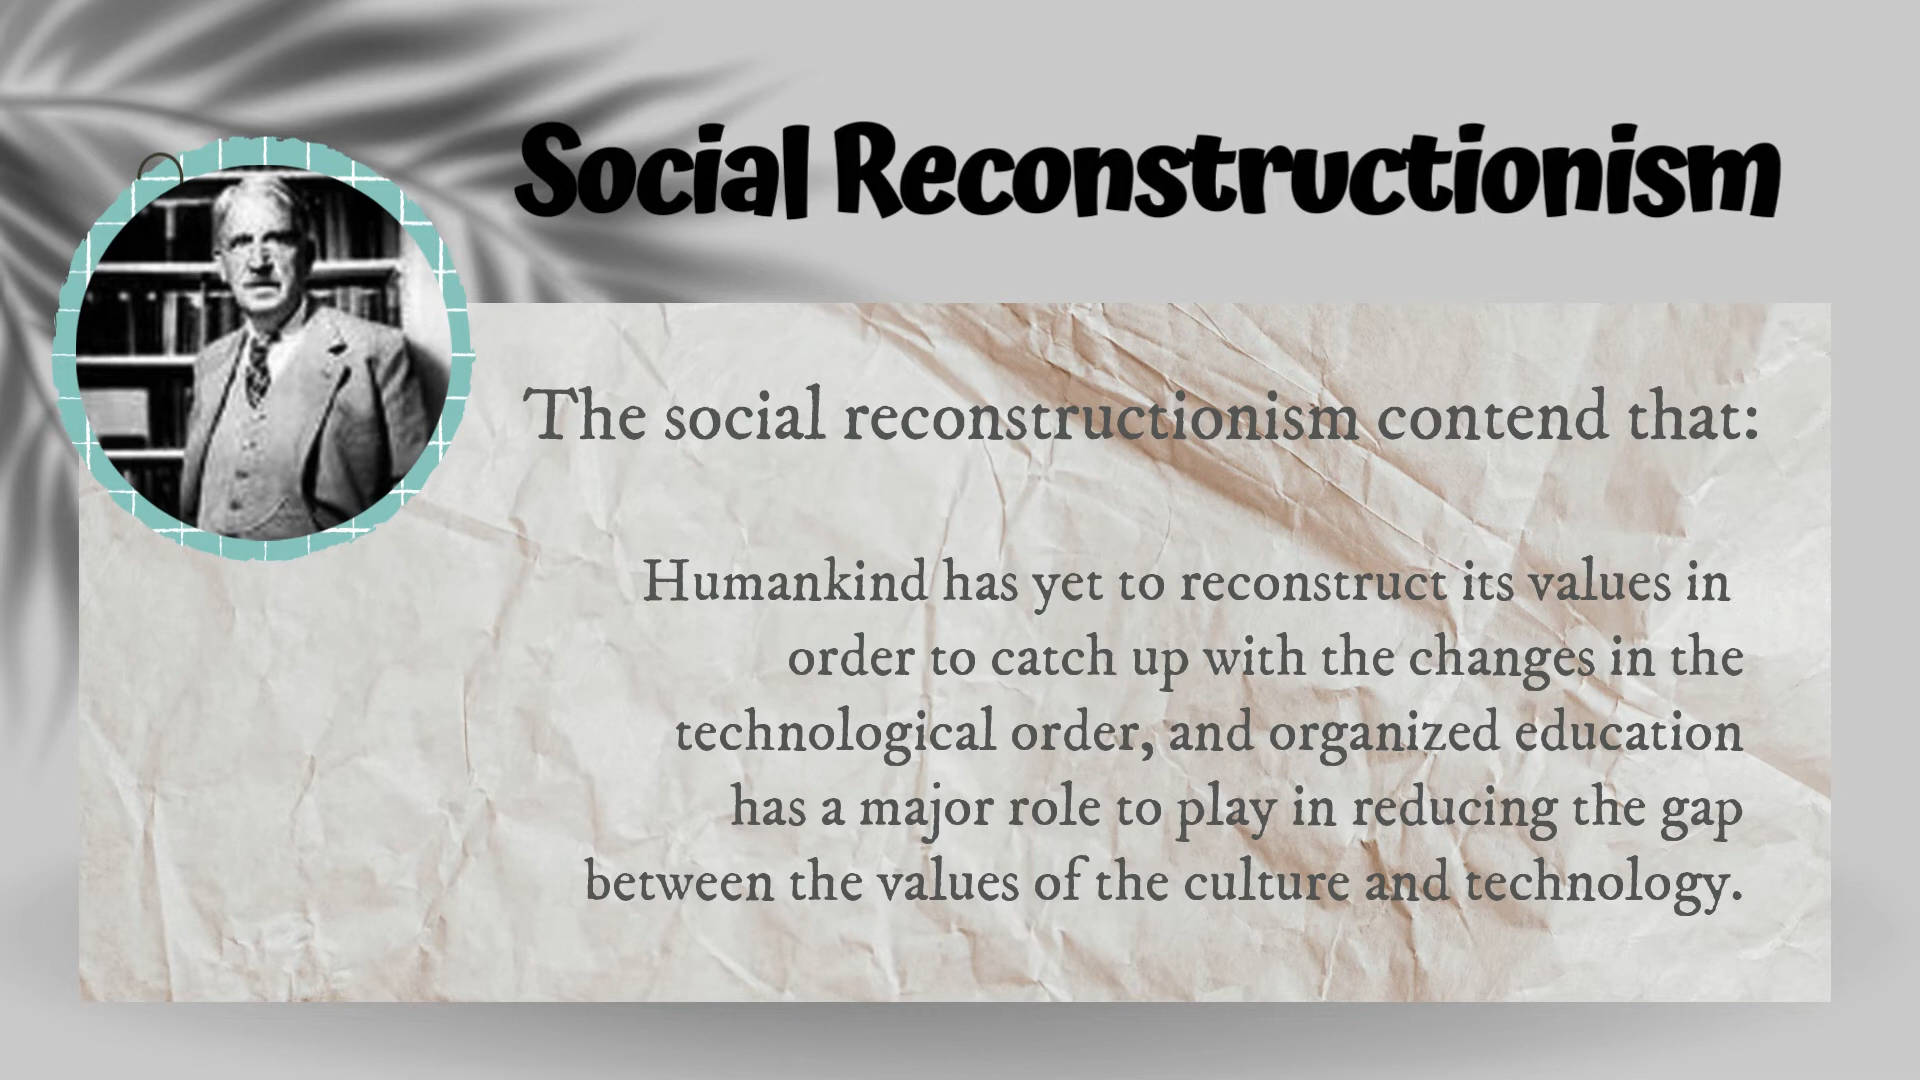 Social Reconstructionism
The social reconstructionism contend that:
Humankind has yet to reconstruct its values in
order to catch up with the changes in the
technological order, and organized education
has a major role to play in reducing the gap
between the values of the culture and technology.